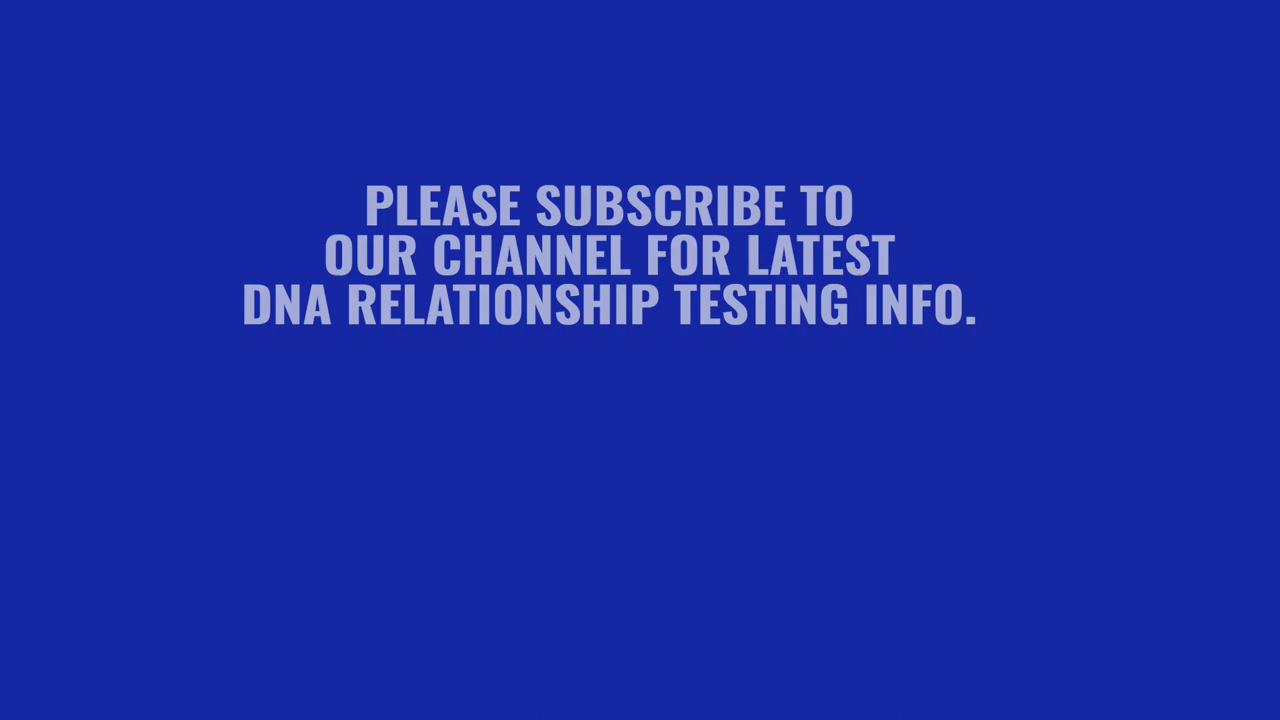 PLEASE SUBSCRIBE TO
OUR CHANNEL FOR LATEST
DNA RELATIONSHIP TESTING INFO.